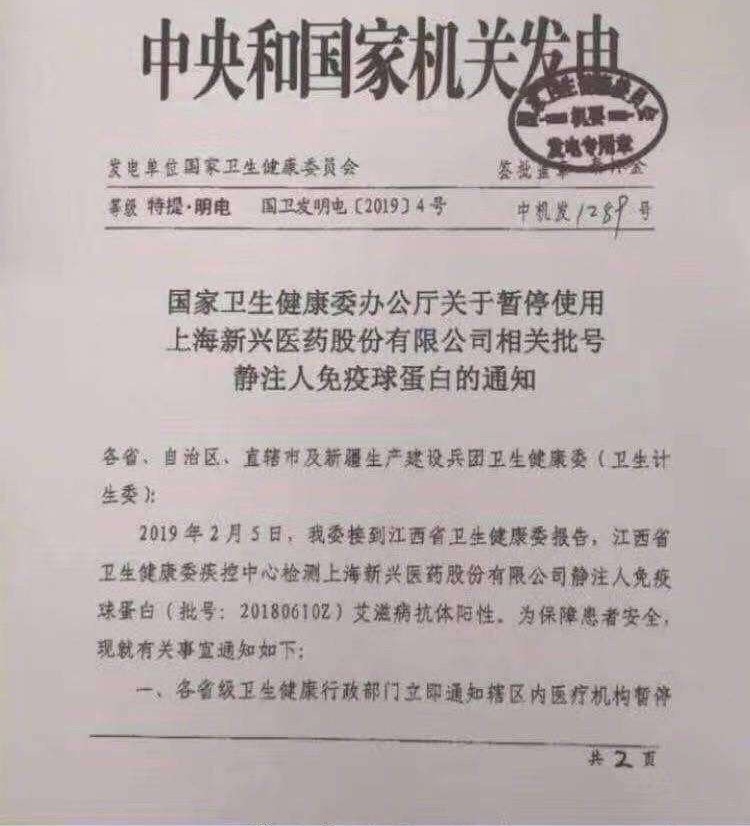 中央和国家机关发电
机要
发电专用章
发电单位国家卫生健康委员会
签批盖章
等级 特提·明电 国卫发明电〔2019〕4号 中机发1289号
国家卫生健康委办公厅关于暂停使用
上海新兴医药股份有限公司相关批号
静注人免疫球蛋白的通知
各省、自治区、直辖市及新疆生产建设兵团卫生健康委（卫生计
生委）：
2019年2月5日，我委接到江西省卫生健康委报告，江西省
卫生健康委疾控中心检测上海新兴医药股份有限公司静注人免疫
球蛋白（批号：20180610Z）艾滋病抗体阳性。为保障患者安全，
现就有关事宜通知如下：
一、各省级卫生健康行政部门立即通知辖区内医疗机构暂停
共2页